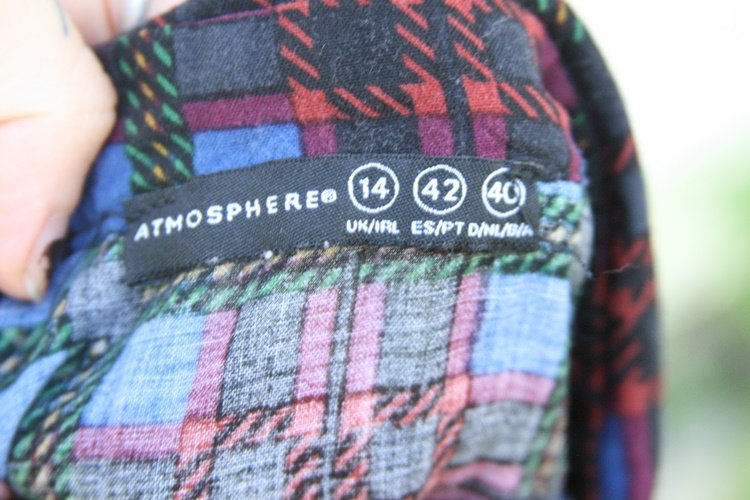 ATMOSPHERE® 14 42 40
UK/IRL ES/PT D/NL/B/A